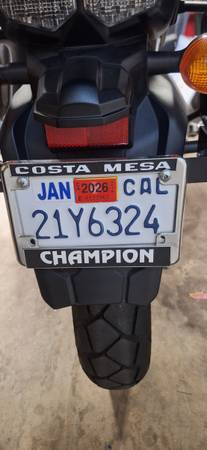 COSTA MESA
JAN 2026 CAL
21Y6324
CHAMPION